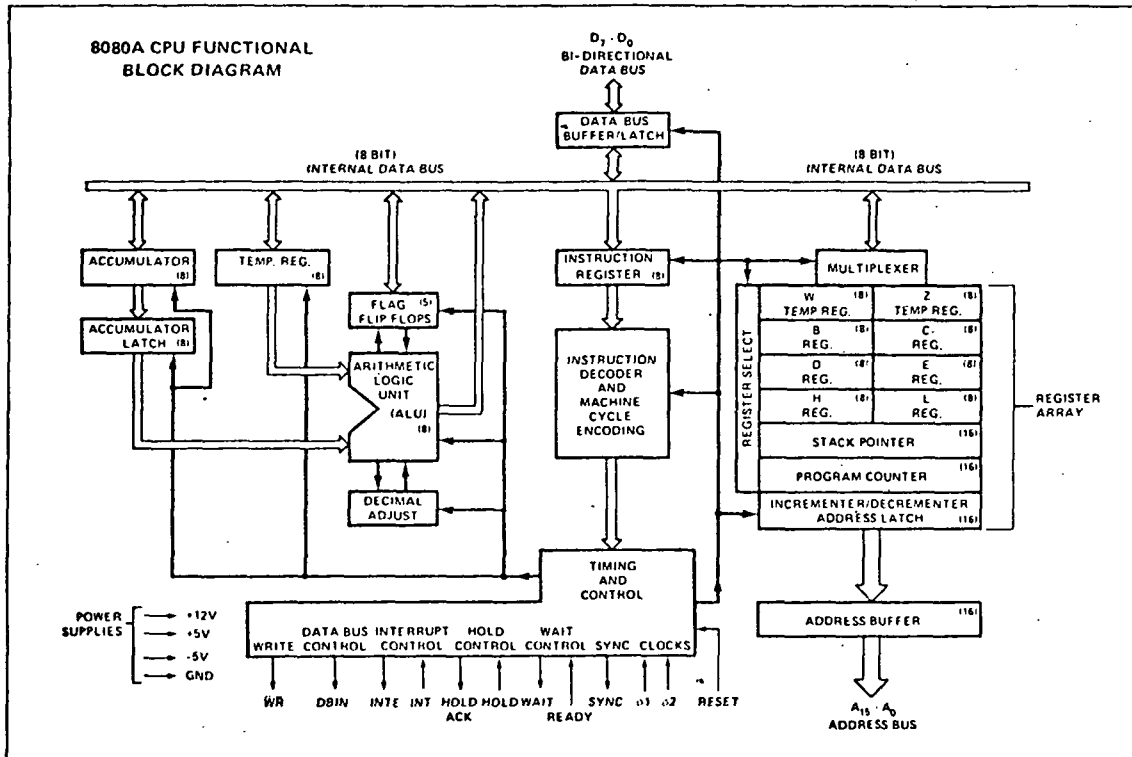 8080A CPU FUNCTIONAL
BLOCK DIAGRAM
D7 - D0
BI-DIRECTIONAL
DATA BUS
DATA BUS
BUFFER/LATCH
(8 BIT)
INTERNAL DATA BUS
(8 BIT)
INTERNAL DATA BUS
ACCUMULATOR
(8)
TEMP. REG.
(8)
INSTRUCTION
REGISTER (8)
MULTIPLEXER
ACCUMULATOR
LATCH (8)
FLAG (5)
FLIP FLOPS
ARITHMETIC
LOGIC
UNIT
(ALU)
(8)
DECIMAL
ADJUST
INSTRUCTION
DECODER
AND
MACHINE
CYCLE
ENCODING
REGISTER SELECT
W (8)
TEMP REG.
Z (8)
TEMP REG.
B (8)
REG.
C (8)
REG.
D (8)
REG.
E (8)
REG.
H (8)
REG.
L (8)
REG.
STACK POINTER (16)
PROGRAM COUNTER (16)
INCREMENTER/DECREMENTER
ADDRESS LATCH (16)
REGISTER
ARRAY
TIMING
AND
CONTROL
POWER
SUPPLIES
+12V
+5V
-5V
GND
WRITE
DATA BUS
CONTROL
INTERRUPT
CONTROL
HOLD
CONTROL
WAIT
CONTROL
SYNC
CLOCKS
WR
DBIN
INTE
INT
HOLD
ACK
HOLD
WAIT
READY
SYNC
ø1
ø2
RESET
ADDRESS BUFFER (16)
A15 - A0
ADDRESS BUS